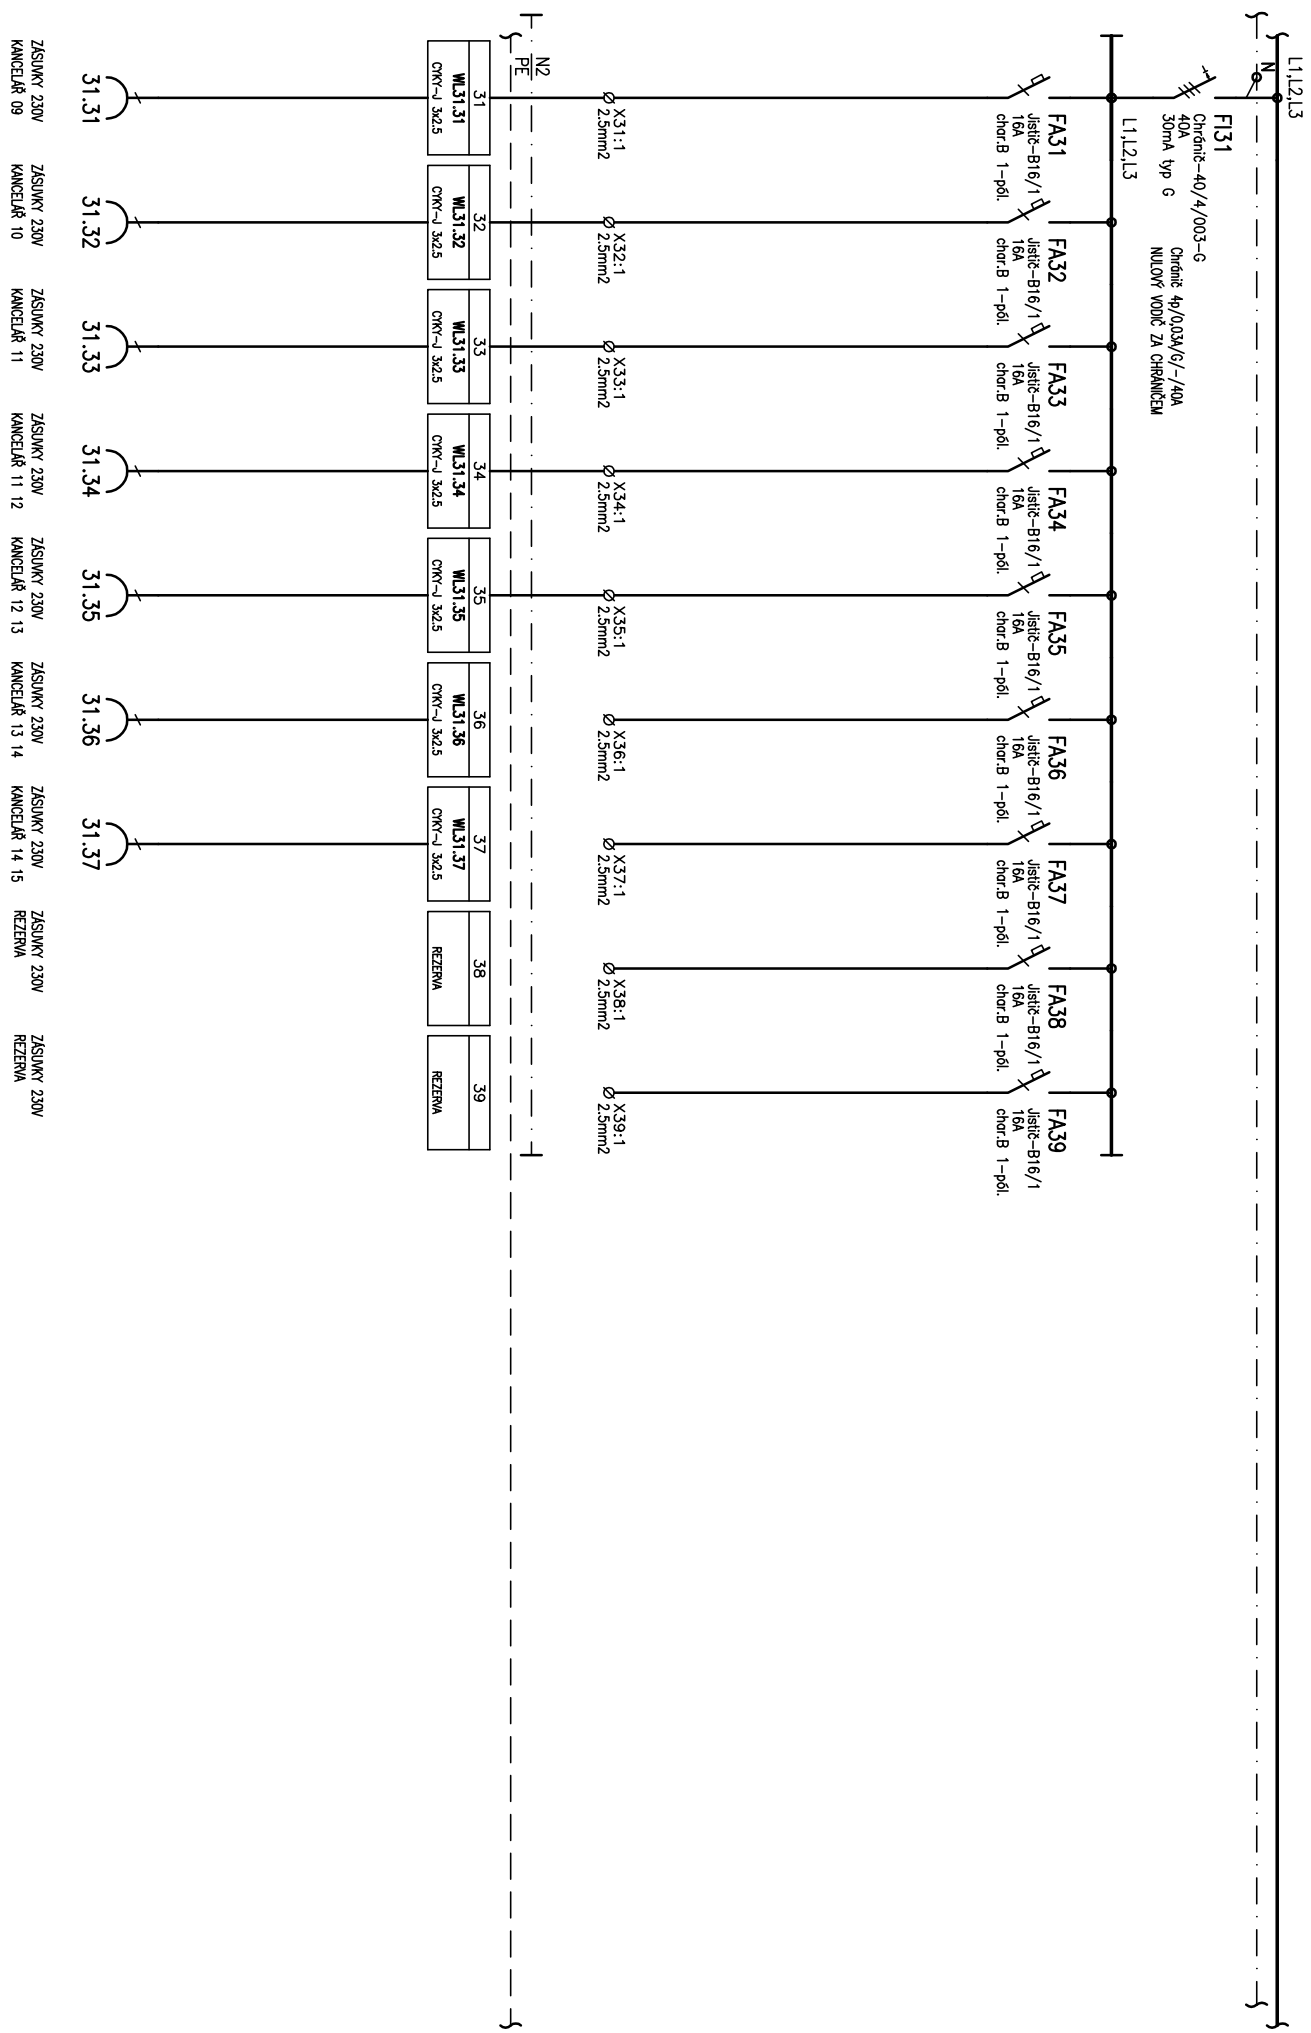 L1,L2,L3
N
FI31
Chránič-40/4/003-G
40A
30mA typ G
Chránič 4p/0,03A/G/-/40A
NULOVÝ VODIČ ZA CHRÁNIČEM
L1,L2,L3
FA31
Jistič-B16/1
16A
char.B 1-pól.
FA32
Jistič-B16/1
16A
char.B 1-pól.
FA33
Jistič-B16/1
16A
char.B 1-pól.
FA34
Jistič-B16/1
16A
char.B 1-pól.
FA35
Jistič-B16/1
16A
char.B 1-pól.
FA36
Jistič-B16/1
16A
char.B 1-pól.
FA37
Jistič-B16/1
16A
char.B 1-pól.
FA38
Jistič-B16/1
16A
char.B 1-pól.
FA39
Jistič-B16/1
16A
char.B 1-pól.
X31:1
2.5mm2
X32:1
2.5mm2
X33:1
2.5mm2
X34:1
2.5mm2
X35:1
2.5mm2
X36:1
2.5mm2
X37:1
2.5mm2
X38:1
2.5mm2
X39:1
2.5mm2
N2
PE
31
WL31.31
CYKY-J 3x2.5
32
WL31.32
CYKY-J 3x2.5
33
WL31.33
CYKY-J 3x2.5
34
WL31.34
CYKY-J 3x2.5
35
WL31.35
CYKY-J 3x2.5
36
WL31.36
CYKY-J 3x2.5
37
WL31.37
CYKY-J 3x2.5
38
REZERVA
39
REZERVA
31.31
31.32
31.33
31.34
31.35
31.36
31.37
ZÁSUVKY 230V
KANCELÁŘ 09
ZÁSUVKY 230V
KANCELÁŘ 10
ZÁSUVKY 230V
KANCELÁŘ 11
ZÁSUVKY 230V
KANCELÁŘ 11 12
ZÁSUVKY 230V
KANCELÁŘ 12 13
ZÁSUVKY 230V
KANCELÁŘ 13 14
ZÁSUVKY 230V
KANCELÁŘ 14 15
ZÁSUVKY 230V
REZERVA
ZÁSUVKY 230V
REZERVA